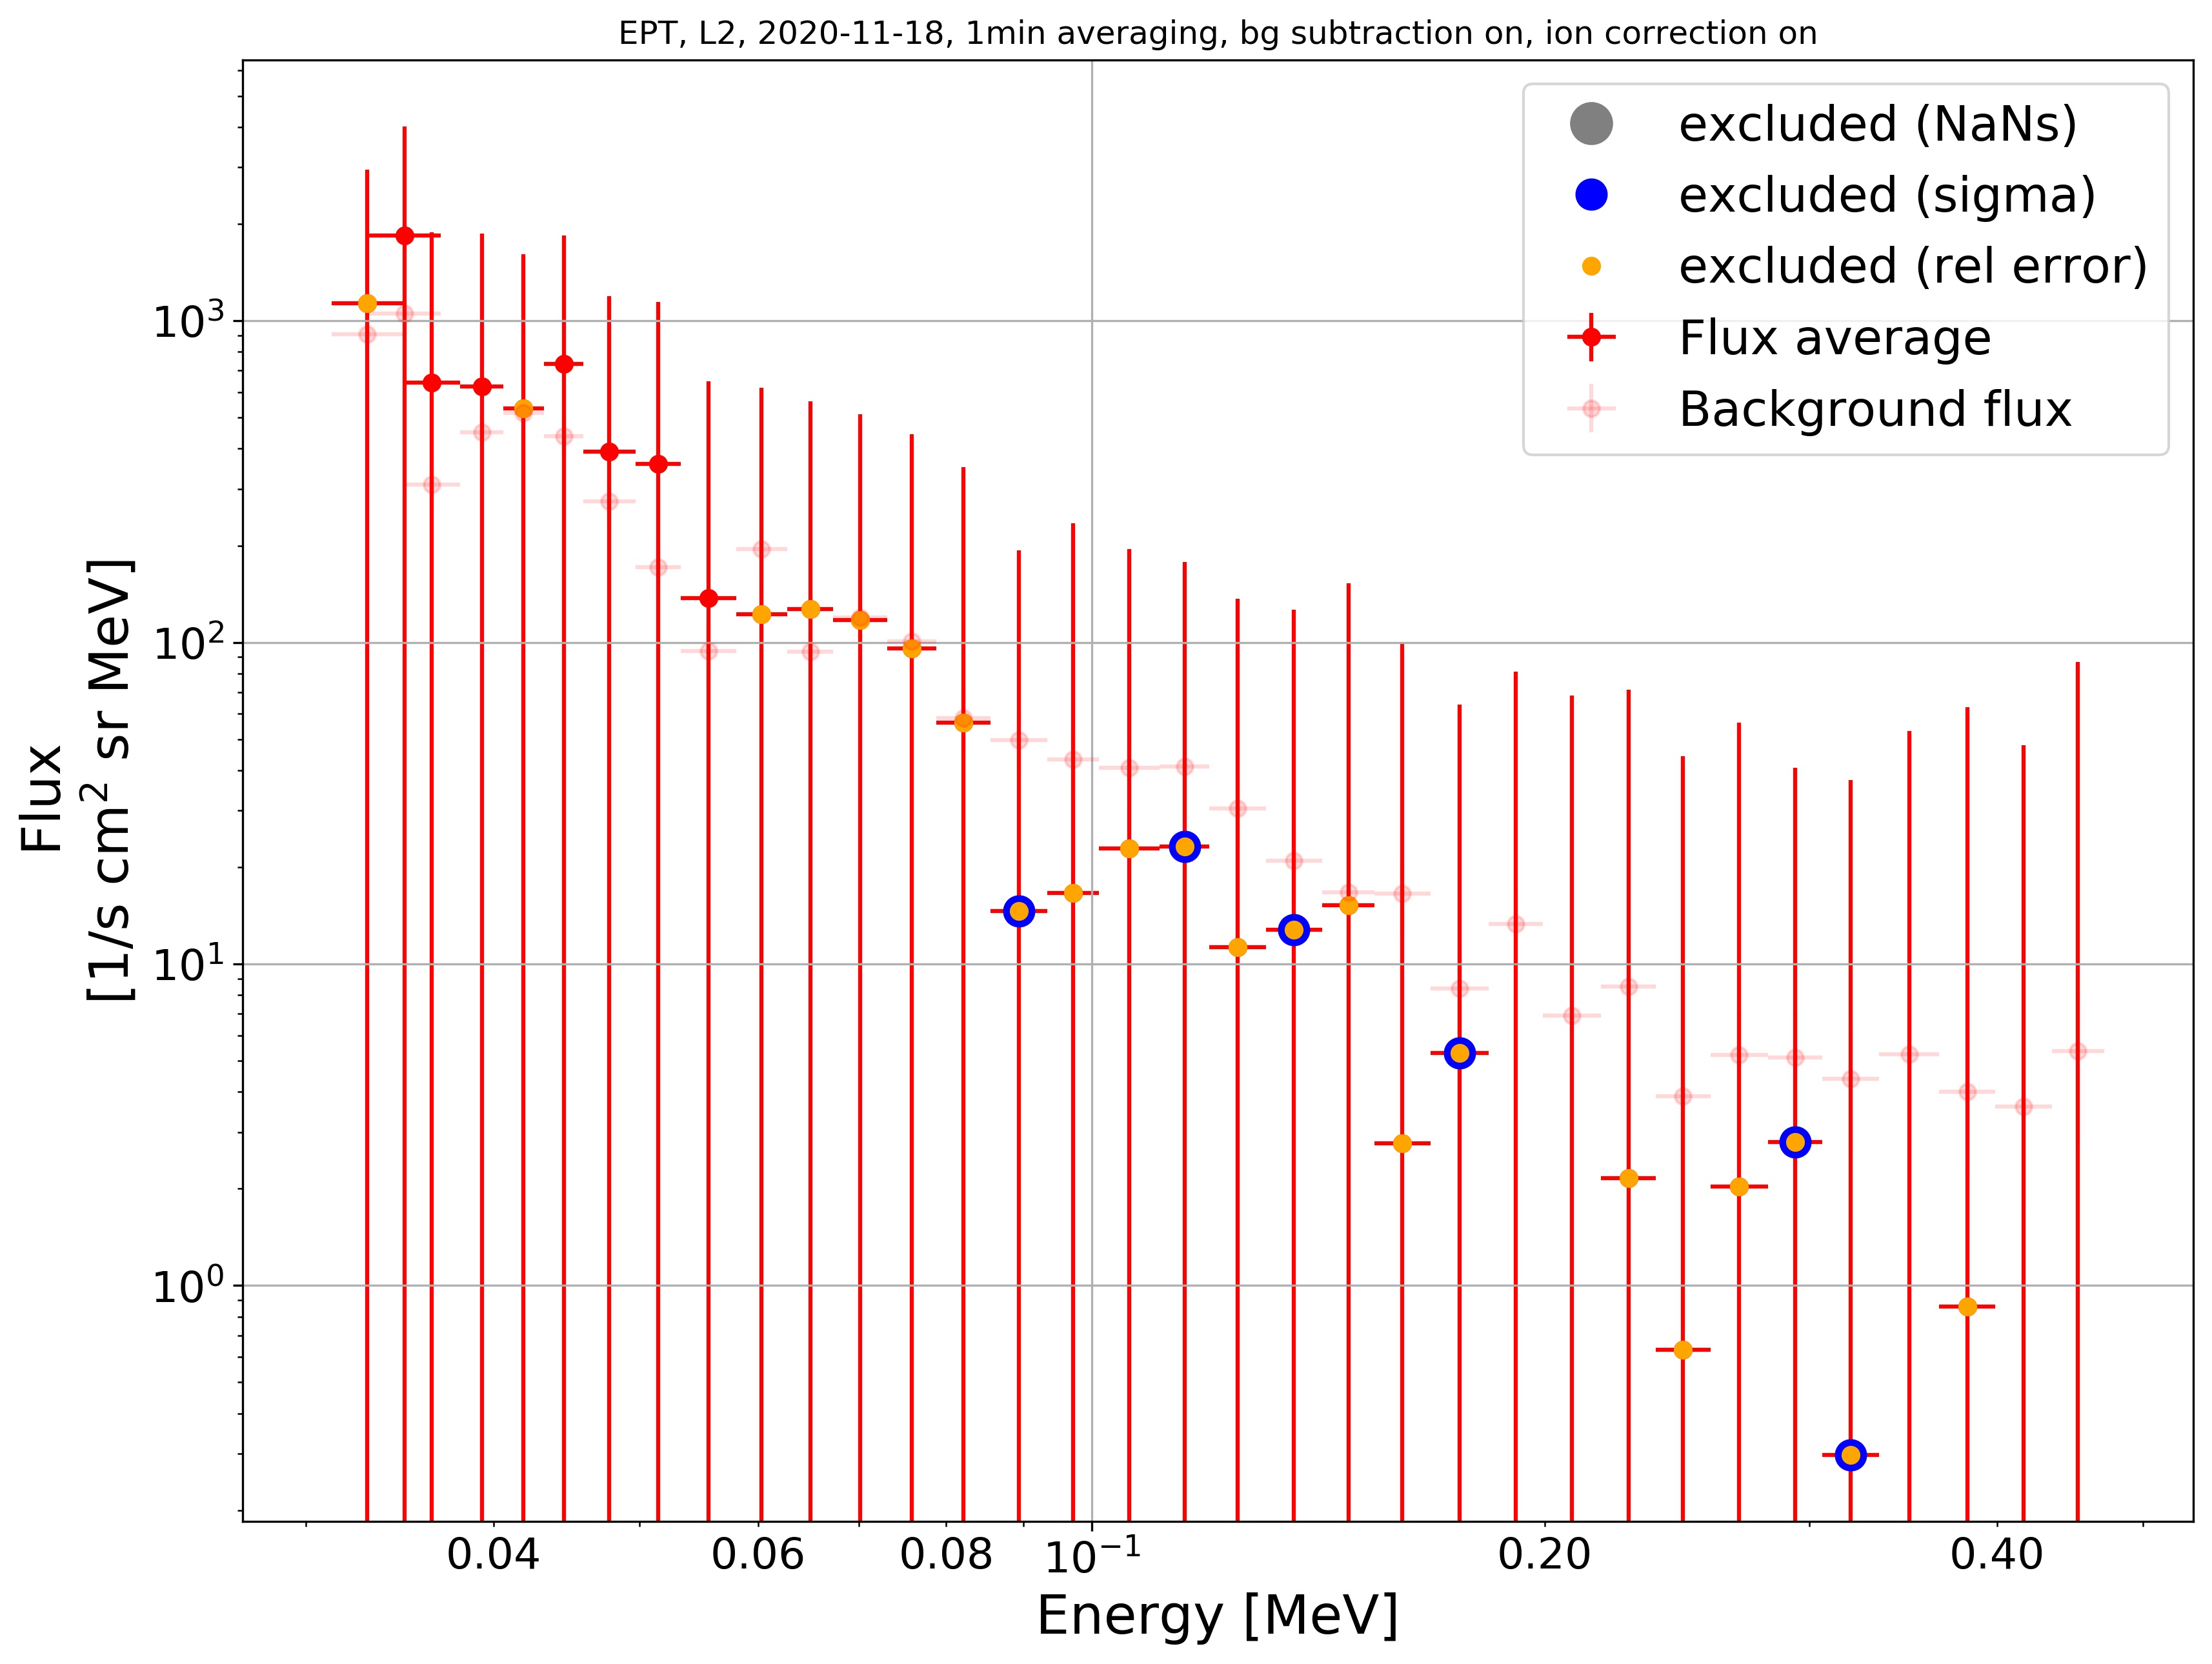 EPT, L2, 2020-11-18, 1min averaging, bg subtraction on, ion correction on
excluded (NaNs)
excluded (sigma)
excluded (rel error)
Flux average
Background flux
10³
10²
10¹
10⁰
Flux
[1/s cm² sr MeV]
0.04
0.06
0.08
10⁻¹
0.20
0.40
Energy [MeV]